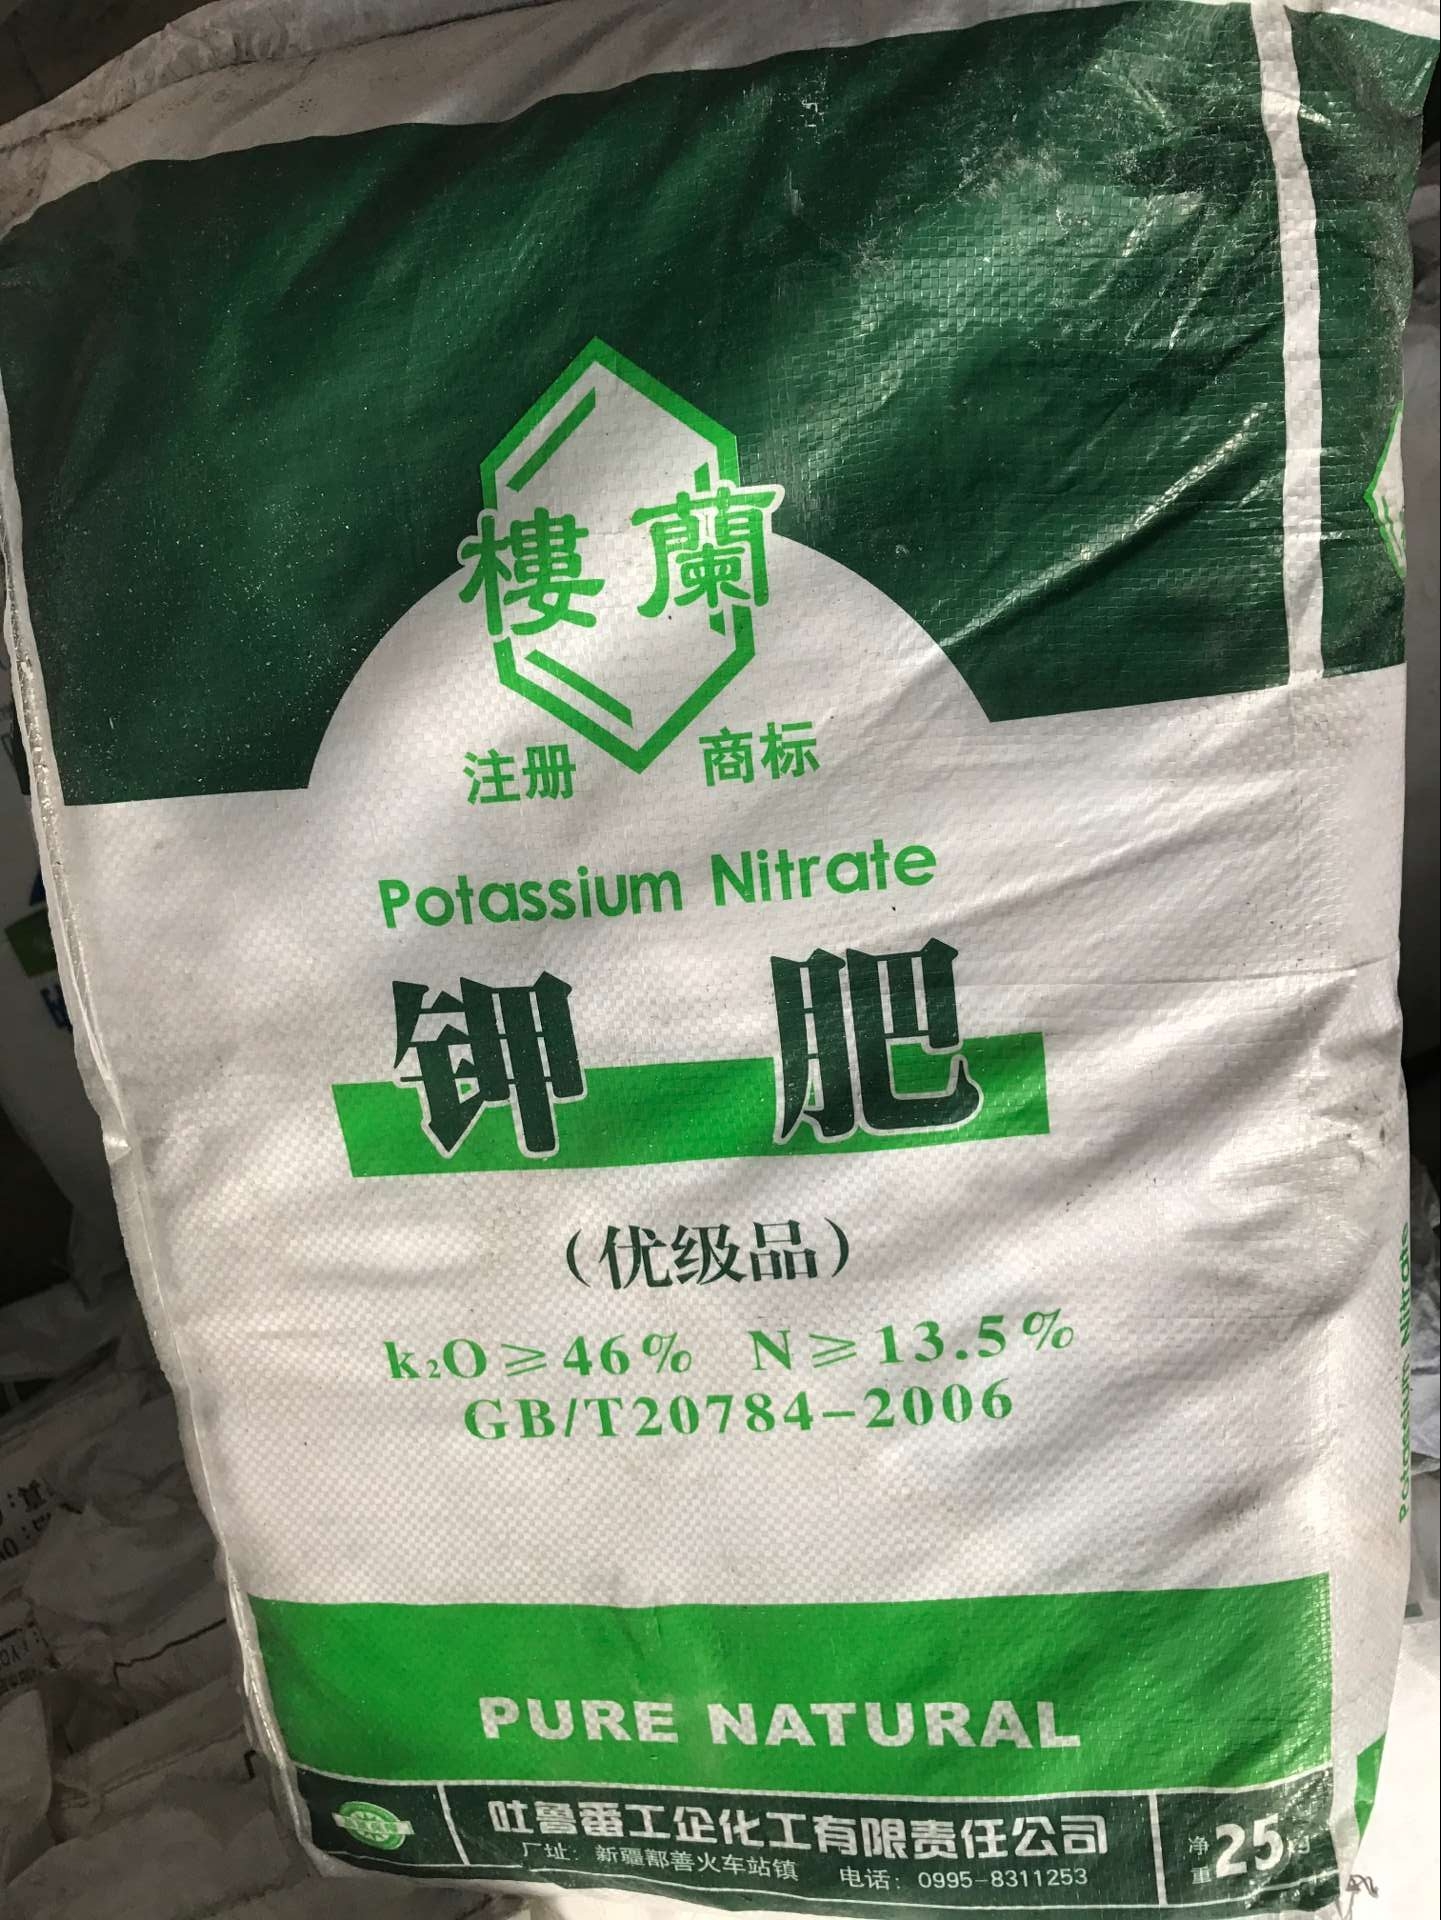 樓蘭
注册 商标
Potassium Nitrate
钾 肥
（优级品）
k₂O≥46% N≥13.5%
GB/T20784-2006
PURE NATURAL
吐鲁番工企化工有限责任公司
厂址：新疆鄯善火车站镇 电话：0995-8311253
净重25kg
Potassium Nitrate